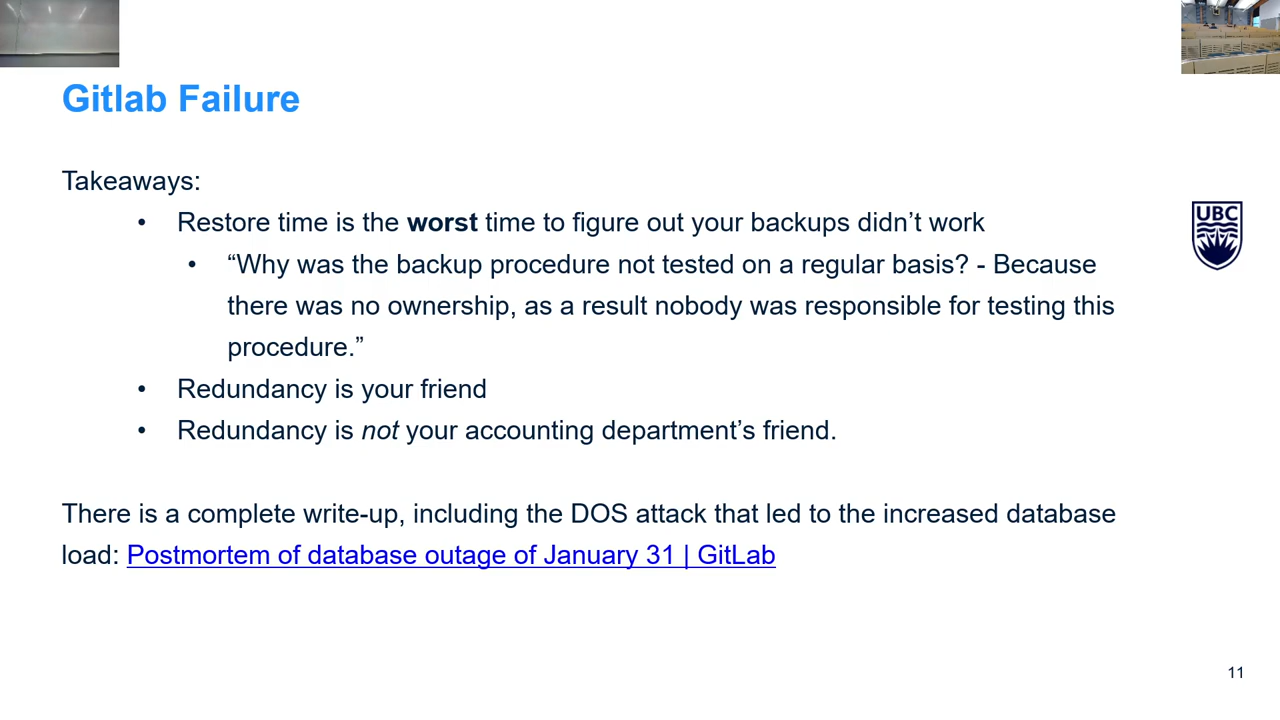 Gitlab Failure
Takeaways:
• Restore time is the worst time to figure out your backups didn’t work
• “Why was the backup procedure not tested on a regular basis? - Because
there was no ownership, as a result nobody was responsible for testing this
procedure.”
• Redundancy is your friend
• Redundancy is not your accounting department’s friend.
There is a complete write-up, including the DOS attack that led to the increased database
load: Postmortem of database outage of January 31 | GitLab
UBC
11